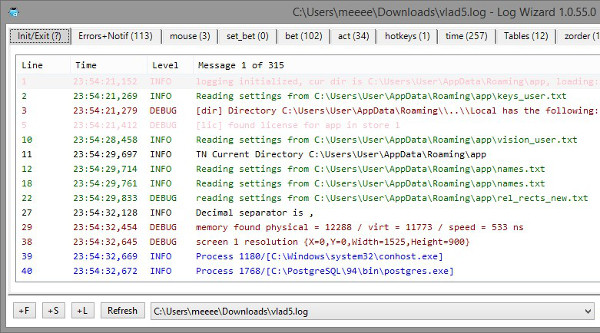 C:\Users\meeee\Downloads\vlad5.log - Log Wizard 1.0.55.0
Init/Exit (?) Errors+Notif (113) mouse (3) set_bet (0) bet (102) act (34) hotkeys (1) time (257) Tables (12) zorder (1
Line Time Level Message 1 of 315
1 23:54:21,152 INFO logging initialized, cur dir is C:\Users\User\AppData\Roaming\app, loading:
2 23:54:21,269 INFO Reading settings from C:\Users\User\AppData\Roaming\app\keys_user.txt
3 23:54:21,279 DEBUG [dir] Directory C:\Users\User\AppData\Roaming\\..\\Local has the following:
5 23:54:21,412 DEBUG [lic] found license for app in store 1
10 23:54:28,458 INFO Reading settings from C:\Users\User\AppData\Roaming\app\vision_user.txt
11 23:54:29,697 INFO TN Current Directory C:\Users\User\AppData\Roaming\app
12 23:54:29,714 INFO Reading settings from C:\Users\User\AppData\Roaming\app\names.txt
18 23:54:29,761 INFO Reading settings from C:\Users\User\AppData\Roaming\app\names.txt
22 23:54:29,833 DEBUG reading settings from C:\Users\User\AppData\Roaming\app\rel_rects_new.txt
27 23:54:32,128 INFO Decimal separator is ,
29 23:54:32,454 DEBUG memory found physical = 12288 / virt = 11773 / speed = 533 ns
38 23:54:32,645 DEBUG screen 1 resolution {X=0,Y=0,Width=1525,Height=900}
39 23:54:32,669 INFO Process 1180/[C:\Windows\system32\conhost.exe]
40 23:54:32,672 INFO Process 1768/[C:\PostgreSQL\94\bin\postgres.exe]
+F +S +L Refresh C:\Users\meeee\Downloads\vlad5.log